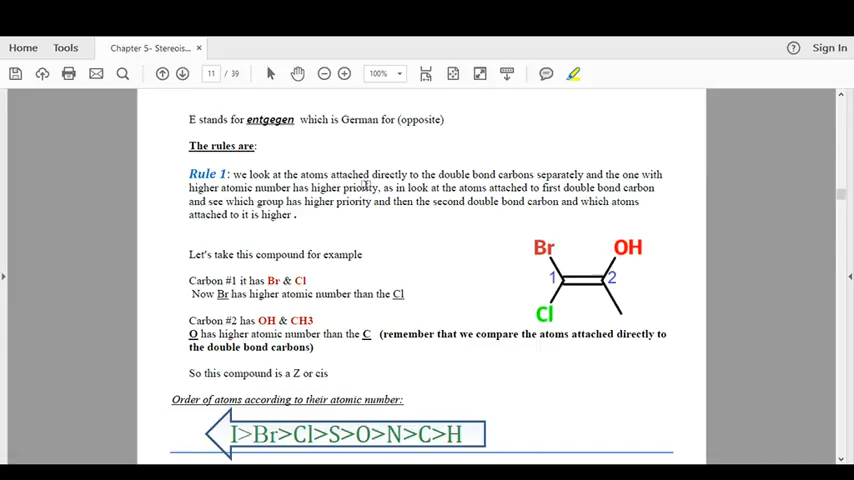 Home Tools Chapter 5- Stereois... × Sign In
11 / 39 100%
E stands for entgegen which is German for (opposite)
The rules are:
Rule 1: we look at the atoms attached directly to the double bond carbons separately and the one with
higher atomic number has higher priority, as in look at the atoms attached to first double bond carbon
and see which group has higher priority and then the second double bond carbon and which atoms
attached to it is higher .
Let's take this compound for example
Br OH
1 2
Cl
Carbon #1 it has Br & Cl
Now Br has higher atomic number than the Cl
Carbon #2 has OH & CH3
O has higher atomic number than the C (remember that we compare the atoms attached directly to
the double bond carbons)
So this compound is a Z or cis
Order of atoms according to their atomic number:
I>Br>Cl>S>O>N>C>H